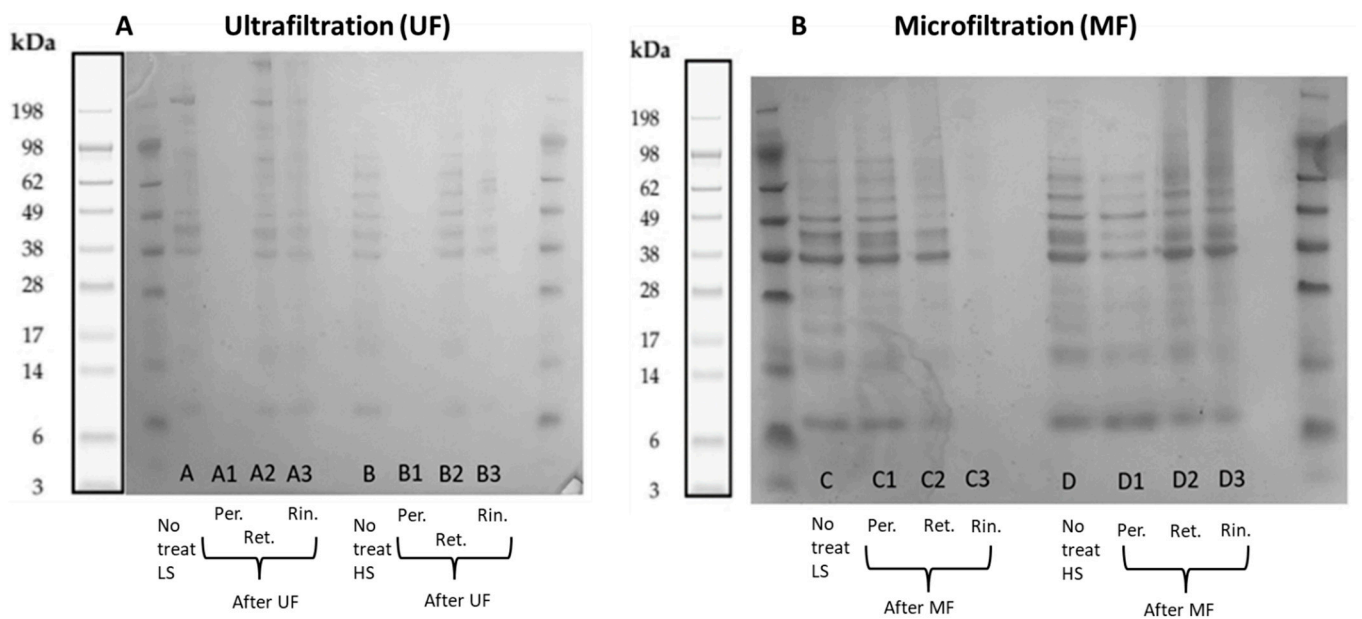 A Ultrafiltration (UF)
kDa
198
98
62
49
38
28
17
14
6
3
A A1 A2 A3 B B1 B2 B3
No treat LS
Per.
Ret.
Rin.
After UF
No treat HS
Per.
Ret.
Rin.
After UF
B Microfiltration (MF)
kDa
198
98
62
49
38
28
17
14
6
3
C C1 C2 C3 D D1 D2 D3
No
treat
LS
Per. Ret. Rin.
After MF
No
treat
HS
Per. Ret. Rin.
After MF